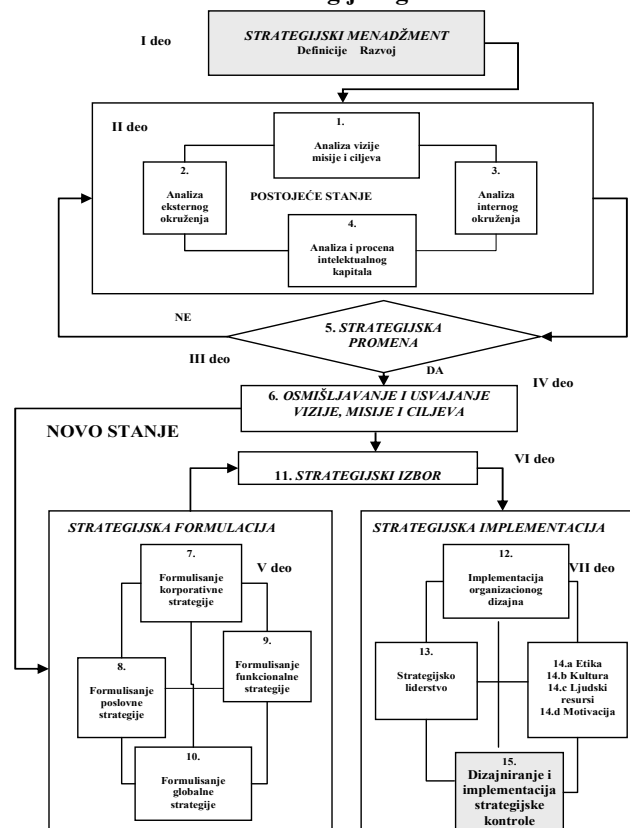 I deo
STRATEGIJSKI MENADŽMENT
Definicije Razvoj
II deo
1.
Analiza vizije
misije i ciljeva
2.
Analiza
eksternog
okruženja
POSTOJEĆE STANJE
3.
Analiza
internog
okruženja
4.
Analiza i procena
intelektualnog
kapitala
NE
5. STRATEGIJSKA
PROMENA
III deo
DA
IV deo
6. OSMIŠLJAVANJE I USVAJANJE
VIZIJE, MISIJE I CILJEVA
NOVO STANJE
11. STRATEGIJSKI IZBOR
VI deo
STRATEGIJSKA FORMULACIJA
7.
Formulisanje
korporativne
strategije
V deo
8.
Formulisanje
poslovne
strategije
9.
Formulisanje
funkcionalne
strategije
10.
Formulisanje
globalne
strategije
STRATEGIJSKA IMPLEMENTACIJA
12.
Implementacija
organizacionog
dizajna
VII deo
13.
Strategijsko
liderstvo
14.a Etika
14.b Kultura
14.c Ljudski
resursi
14.d Motivacija
15.
Dizajniranje i
implementacija
strategijske
kontrole